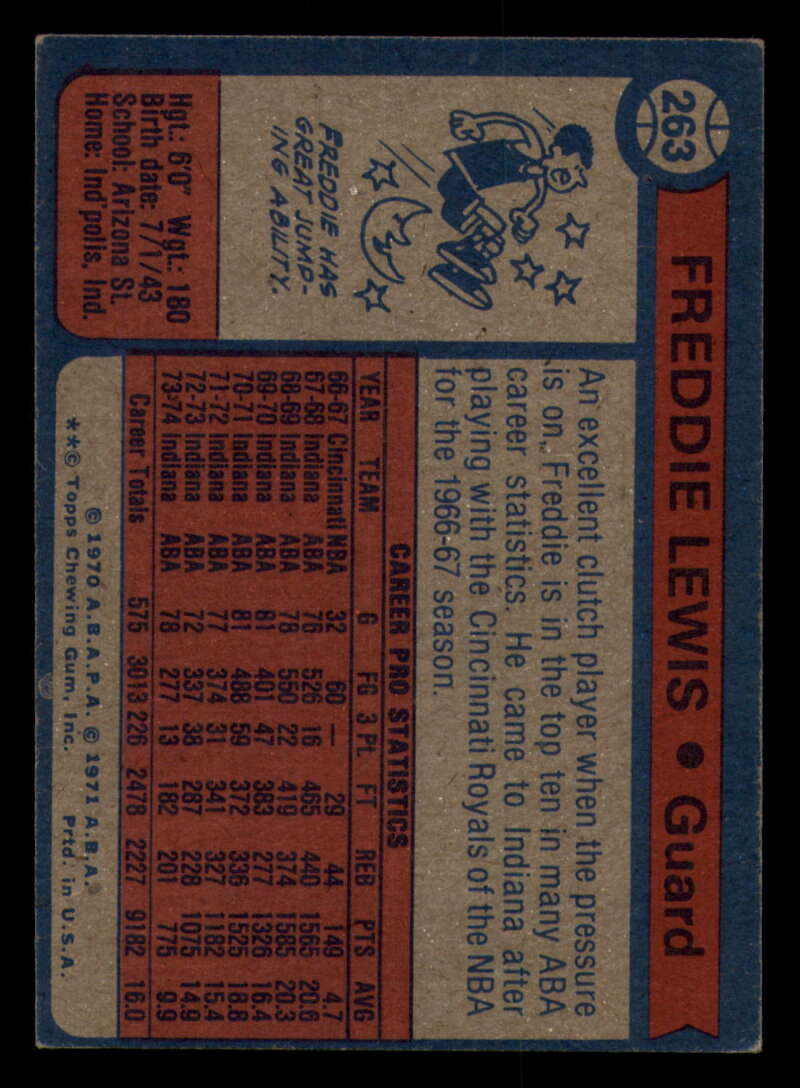 263
FREDDIE LEWIS • Guard
FREDDIE HAS
GREAT JUMP-
ING ABILITY.
Hgt.: 6'0" Wgt.: 180
Birth date: 7/1/43
School: Arizona St.
Home: Ind'polis, Ind.
An excellent clutch player when the pressure
is on, Freddie is in the top ten in many ABA
career statistics. He came to Indiana after
playing with the Cincinnati Royals of the NBA
for the 1966-67 season.
CAREER PRO STATISTICS
YEAR TEAM G FG 3 PL FT REB PTS AVG
66-67 Cincinnati NBA 32 60 — 29 44 149 4.7
67-68 Indiana ABA 76 526 16 465 440 1565 20.6
68-69 Indiana ABA 78 550 22 419 374 1585 20.3
69-70 Indiana ABA 81 401 47 383 277 1326 16.4
70-71 Indiana ABA 81 488 59 372 336 1525 18.8
71-72 Indiana ABA 77 374 31 341 327 1182 15.4
72-73 Indiana ABA 72 337 38 287 228 1075 14.9
73-74 Indiana ABA 78 277 13 182 201 775 9.9
Career Totals 575 3013 226 2478 2227 9182 16.0
© 1970 A.B.A.P.A. © 1971 A.B.A.
**© Topps Chewing Gum, Inc. Prtd. in U.S.A.